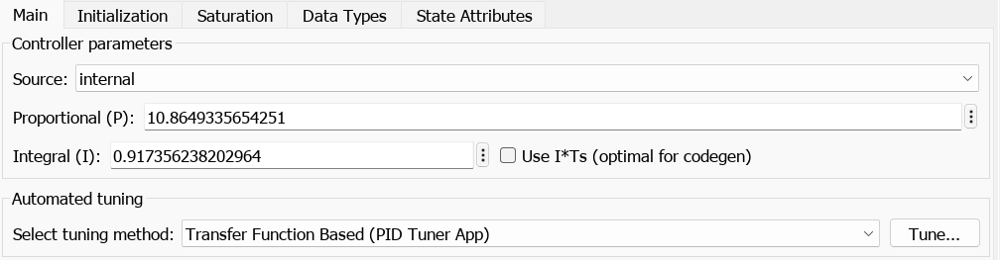 Main Initialization Saturation Data Types State Attributes
Controller parameters
Source: internal
Proportional (P): 10.8649335654251
Integral (I): 0.917356238202964 Use I*Ts (optimal for codegen)
Automated tuning
Select tuning method: Transfer Function Based (PID Tuner App) Tune...